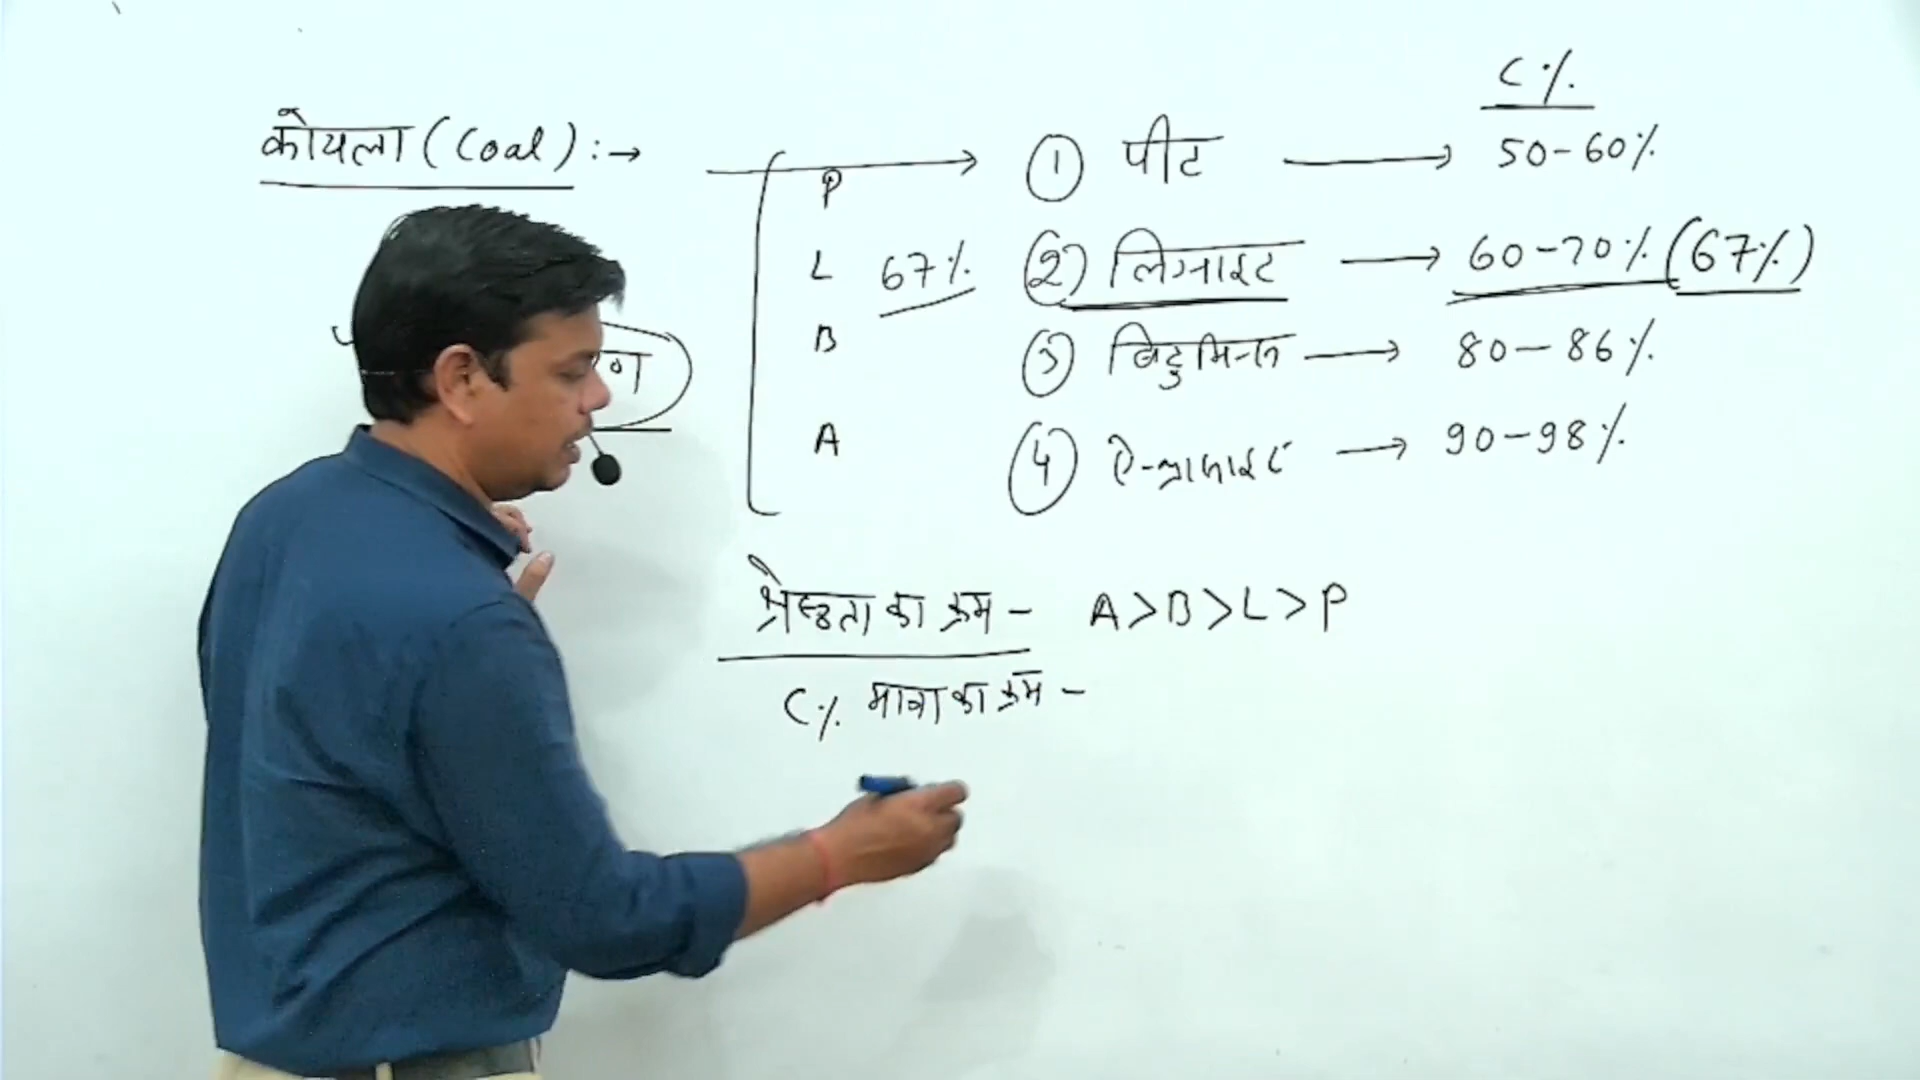 C%
कोयला (Coal) :→
P → ① पीट → 50-60%
L 67% ② लिग्नाइट → 60-70% (67%)
B ③ बिटुमिनस → 80-86%
A ④ ऐन्थ्रासाइट → 90-98%
श्रेष्ठता का क्रम - A>B>L>P
C% मात्रा का क्रम -